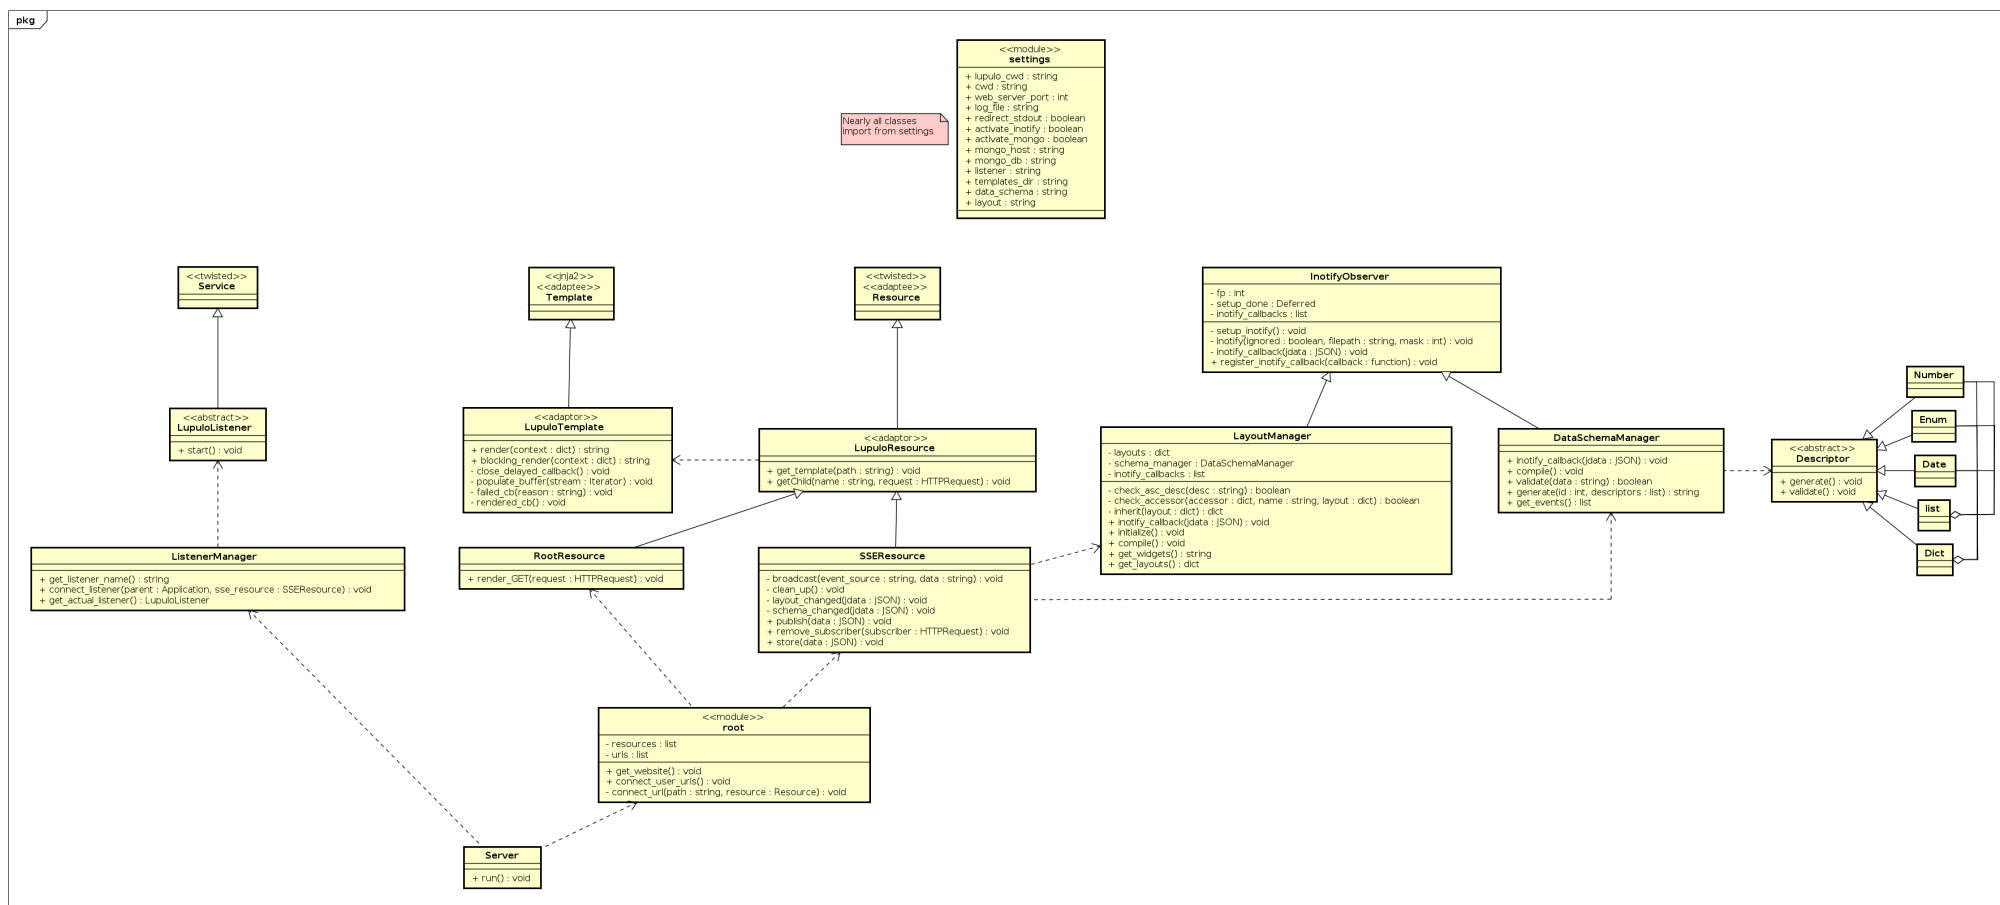 pkg
<<module>>
settings
+ lupulo_cwd : string
+ cwd : string
+ web_server_port : int
+ log_file : string
+ redirect_stdout : boolean
+ activate_inotify : boolean
+ activate_mongo : boolean
+ mongo_host : string
+ mongo_db : string
+ listener : string
+ templates_dir : string
+ data_schema : string
+ layout : string
Nearly all classes
import from settings
<<twisted>>
Service
<<jnja2>>
<<adaptee>>
Template
<<twisted>>
<<adaptee>>
Resource
InotifyObserver
- fp : int
- setup_done : Deferred
- inotify_callbacks : list
- setup_inotify() : void
- inotify(ignored : boolean, filepath : string, mask : int) : void
- inotify_callback(jdata : JSON) : void
+ register_inotify_callback(callback : function) : void
<<abstract>>
LupuloListener
+ start() : void
<<adaptor>>
LupuloTemplate
+ render(context : dict) : string
+ blocking_render(context : dict) : string
- close_delayed_callback() : void
- populate_buffer(stream : Iterator) : void
- failed_cb(reason : string) : void
- rendered_cb() : void
<<adaptor>>
LupuloResource
+ get_template(path : string) : void
+ getChild(name : string, request : HTTPRequest) : void
LayoutManager
- layouts : dict
- schema_manager : DataSchemaManager
- inotify_callbacks : list
- check_asc_desc(desc : string) : boolean
- check_accessor(accessor : dict, name : string, layout : dict) : boolean
- inherit(layout : dict) : dict
+ inotify_callback(jdata : JSON) : void
+ initialize() : void
+ compile() : void
+ get_widgets() : string
+ get_layouts() : dict
DataSchemaManager
+ inotify_callback(jdata : JSON) : void
+ compile() : void
+ validate(data : string) : boolean
+ generate(id : int, descriptors : list) : string
+ get_events() : list
<<abstract>>
Descriptor
+ generate() : void
+ validate() : void
Number
Enum
Date
list
Dict
ListenerManager
+ get_listener_name() : string
+ connect_listener(parent : Application, sse_resource : SSEResource) : void
+ get_actual_listener() : LupuloListener
RootResource
+ render_GET(request : HTTPRequest) : void
SSEResource
- broadcast(event_source : string, data : string) : void
- clean_up() : void
- layout_changed(jdata : JSON) : void
- schema_changed(jdata : JSON) : void
+ publish(data : JSON) : void
+ remove_subscriber(subscriber : HTTPRequest) : void
+ store(data : JSON) : void
<<module>>
root
- resources : list
- urls : list
+ get_website() : void
+ connect_user_urls() : void
- connect_url(path : string, resource : Resource) : void
Server
+ run() : void